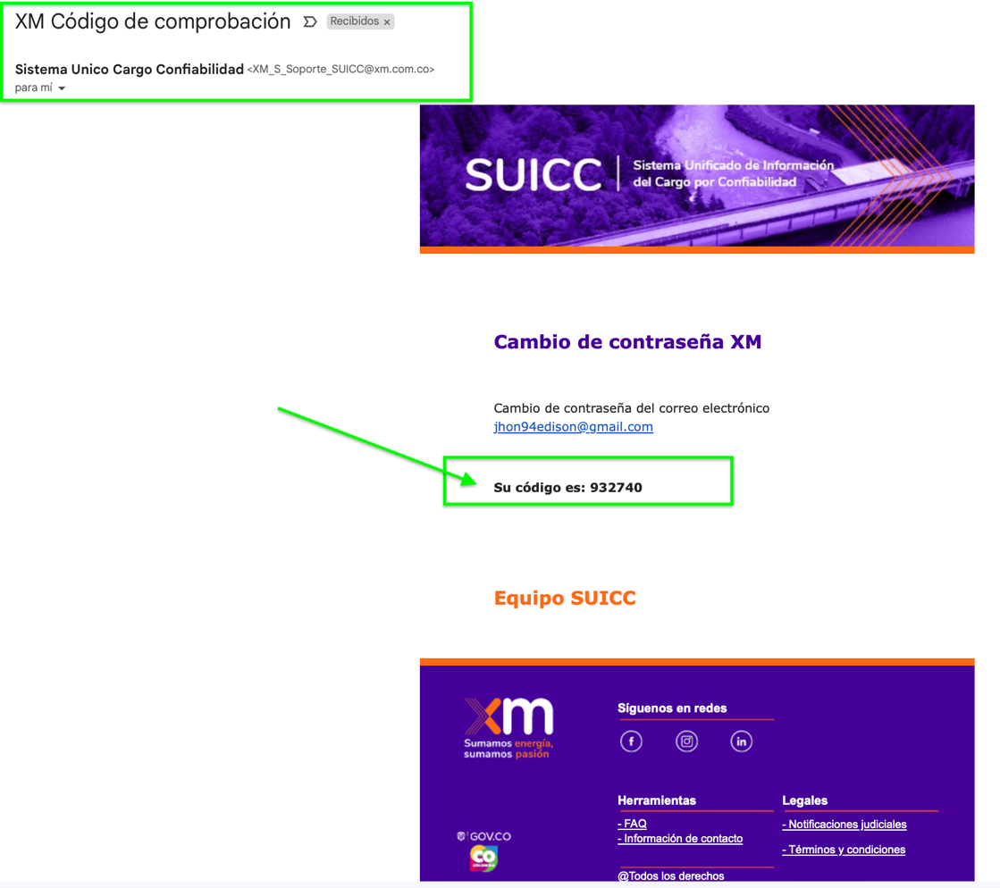 XM Código de comprobación
Recibidos ×
Sistema Unico Cargo Confiabilidad <XM_S_Soporte_SUICC@xm.com.co>
para mí
SUICC | Sistema Unificado de Información
del Cargo por Confiabilidad
Cambio de contraseña XM
Cambio de contraseña del correo electrónico
jhon94edison@gmail.com
Su código es: 932740
Equipo SUICC
xm
Sumamos energía,
sumamos pasión
Síguenos en redes
Herramientas
- FAQ
- Información de contacto
Legales
- Notificaciones judiciales
- Términos y condiciones
GOV.CO
CO
@Todos los derechos